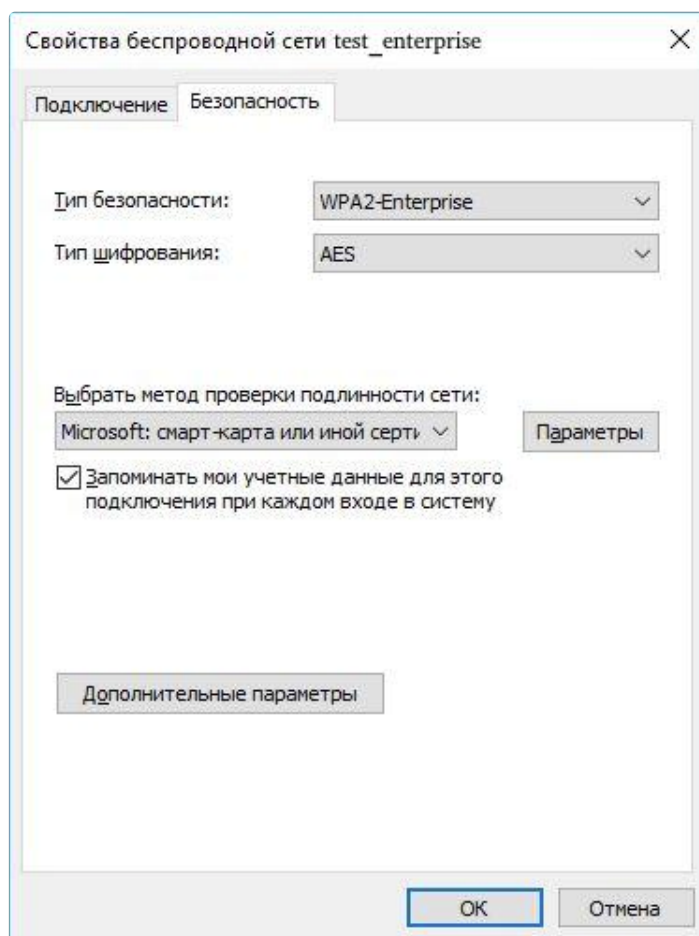 Свойства беспроводной сети test_enterprise
Подключение Безопасность
Тип безопасности: WPA2-Enterprise
Тип шифрования: AES
Выбрать метод проверки подлинности сети:
Microsoft: смарт-карта или иной серти Параметры
Запоминать мои учетные данные для этого
подключения при каждом входе в систему
Дополнительные параметры
ОК Отмена